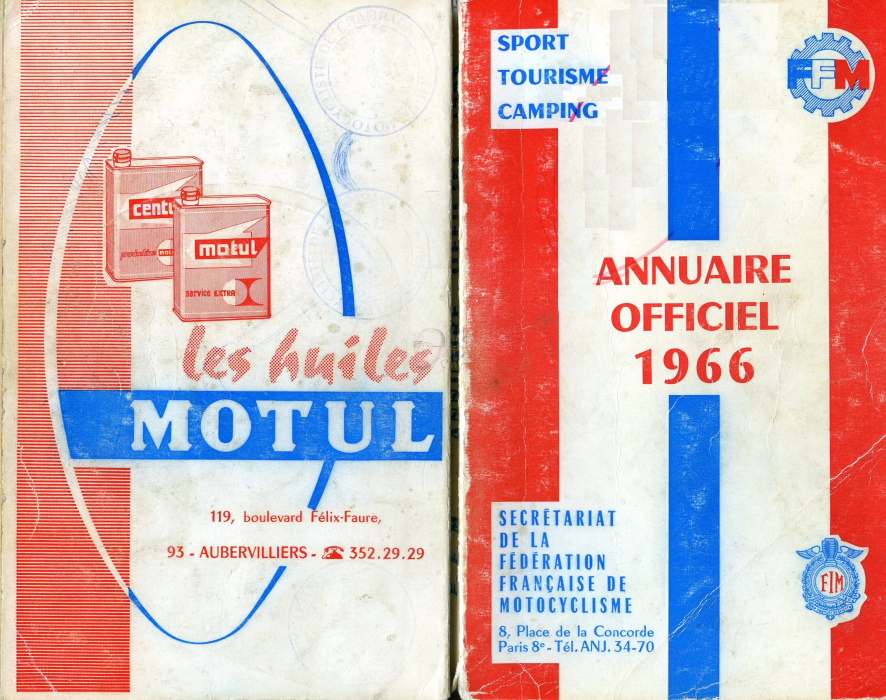 centu
motul
service EXTRA
les huiles
MOTUL
119, boulevard Félix-Faure,
93 - AUBERVILLIERS - ☎ 352.29.29
SPORT
TOURISME
CAMPING
FFM
ANNUAIRE
OFFICIEL
1966
SECRÉTARIAT
DE LA
FÉDÉRATION
FRANÇAISE DE
MOTOCYCLISME
8, Place de la Concorde
Paris 8e - Tél. ANJ. 34-70
FIM